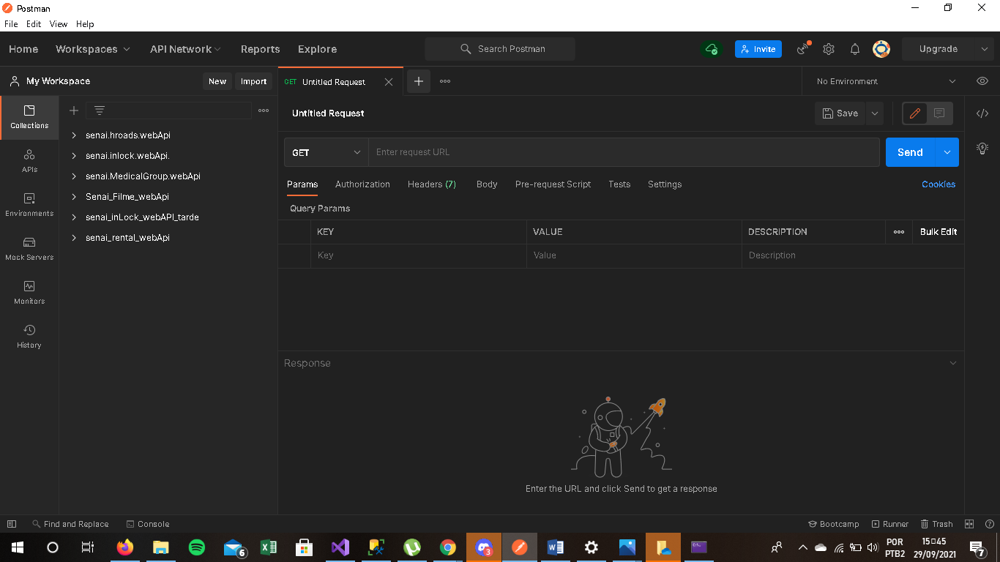 Postman
File Edit View Help
Home Workspaces API Network Reports Explore Search Postman Invite Upgrade
My Workspace New Import GET Untitled Request No Environment
Collections
APIs
Environments
Mock Servers
Monitors
History
senai.hroads.webApi
senai.inlock.webApi.
senai.MedicalGroup.webApi
Senai_Filme_webApi
senai_inLock_webAPI_tarde
senai_rental_webApi
Untitled Request Save
GET Enter request URL Send
Params Authorization Headers (7) Body Pre-request Script Tests Settings Cookies
Query Params
KEY VALUE DESCRIPTION Bulk Edit
Key Value Description
Response
Enter the URL and click Send to get a response
Find and Replace Console Bootcamp Runner Trash
6 3 POR 15:45 7
PTB2 29/09/2021